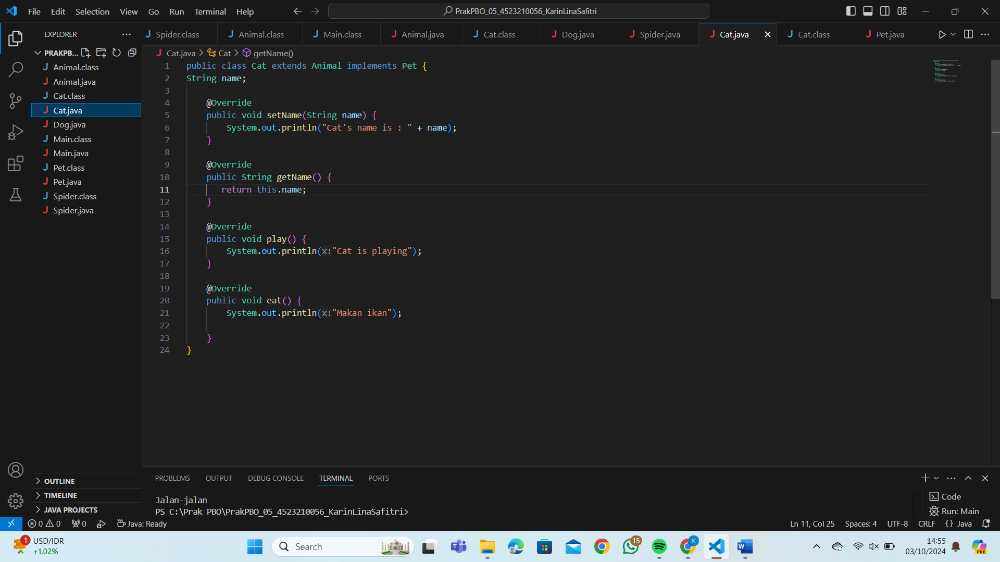 File Edit Selection View Go Run Terminal Help
PrakPBO_05_4523210056_KarinLinaSafitri
EXPLORER
Spider.class Animal.class Main.class Animal.java Cat.class Dog.java Spider.java Cat.java Cat.class Pet.java
PRAKPB...
Animal.class
Animal.java
Cat.class
Cat.java
Dog.java
Main.class
Main.java
Pet.class
Pet.java
Spider.class
Spider.java
OUTLINE
TIMELINE
JAVA PROJECTS
Cat.java > Cat > getName()
1 public class Cat extends Animal implements Pet {
2 String name;
3
4 @Override
5 public void setName(String name) {
6 System.out.println("Cat's name is : " + name);
7 }
8
9 @Override
10 public String getName() {
11 return this.name;
12 }
13
14 @Override
15 public void play() {
16 System.out.println(x:"Cat is playing");
17 }
18
19 @Override
20 public void eat() {
21 System.out.println(x:"Makan ikan");
22
23 }
24 }
PROBLEMS OUTPUT DEBUG CONSOLE TERMINAL PORTS
Jalan-jalan
PS C:\Prak PBO\PrakPBO_05_4523210056_KarinLinaSafitri>
Code
Run: Main
0 0 0 Java: Ready
Ln 11, Col 25 Spaces: 4 UTF-8 CRLF {} Java
1
USD/IDR
+1,02%
Search
15
K
14:55
03/10/2024
PRE